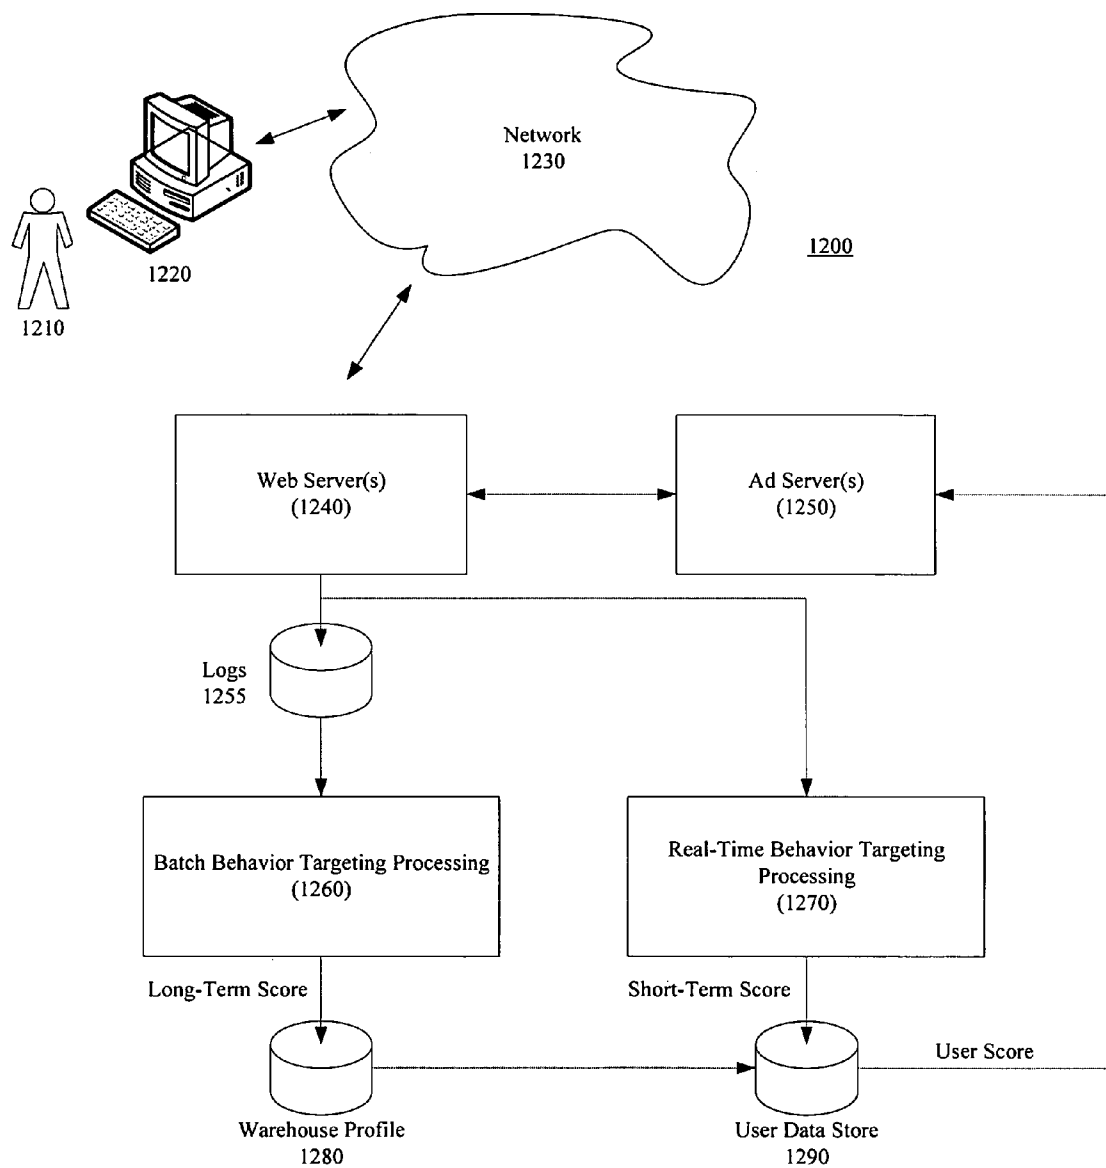 Network
1230
1200
1220
1210
Web Server(s)
(1240)
Ad Server(s)
(1250)
Logs
1255
Batch Behavior Targeting Processing
(1260)
Real-Time Behavior Targeting
Processing
(1270)
Long-Term Score
Short-Term Score
User Score
Warehouse Profile
1280
User Data Store
1290